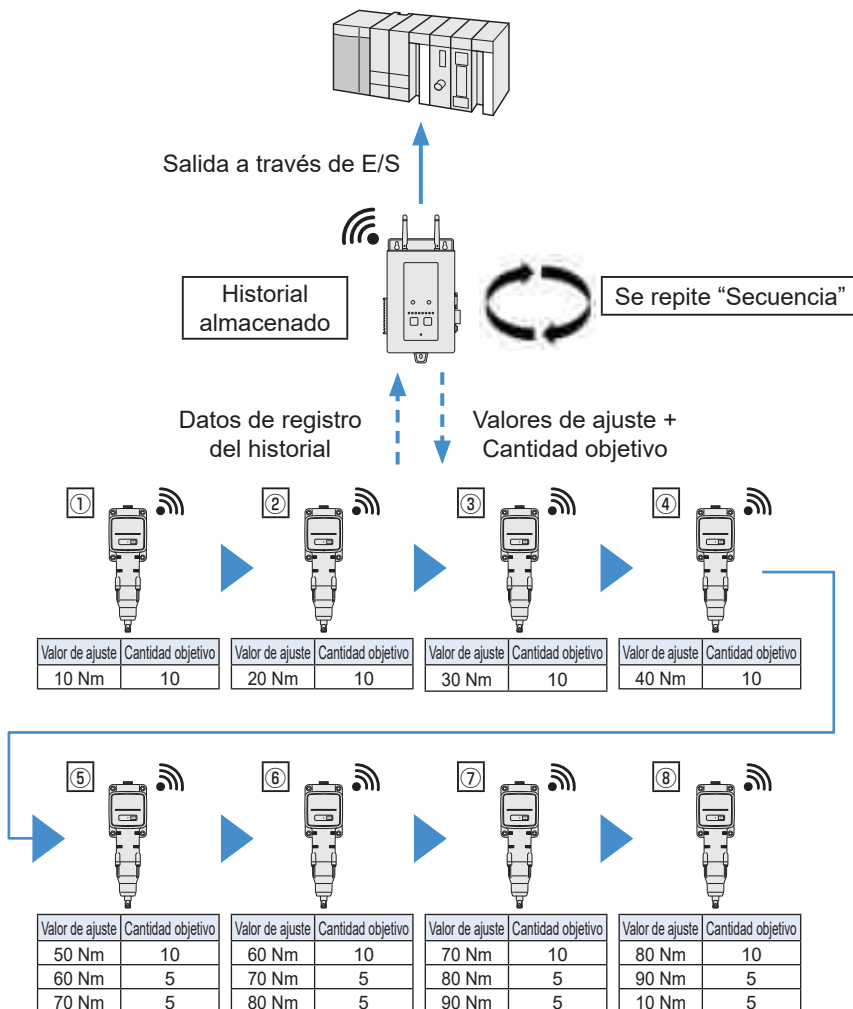 Salida a través de E/S
Historial
almacenado
Se repite “Secuencia”
Datos de registro
del historial
Valores de ajuste +
Cantidad objetivo
① ② ③ ④
Valor de ajuste Cantidad objetivo Valor de ajuste Cantidad objetivo Valor de ajuste Cantidad objetivo Valor de ajuste Cantidad objetivo
10 Nm 10 20 Nm 10 30 Nm 10 40 Nm 10
⑤ ⑥ ⑦ ⑧
Valor de ajuste Cantidad objetivo Valor de ajuste Cantidad objetivo Valor de ajuste Cantidad objetivo Valor de ajuste Cantidad objetivo
50 Nm 10 60 Nm 10 70 Nm 10 80 Nm 10
60 Nm 5 70 Nm 5 80 Nm 5 90 Nm 5
70 Nm 5 80 Nm 5 90 Nm 5 10 Nm 5